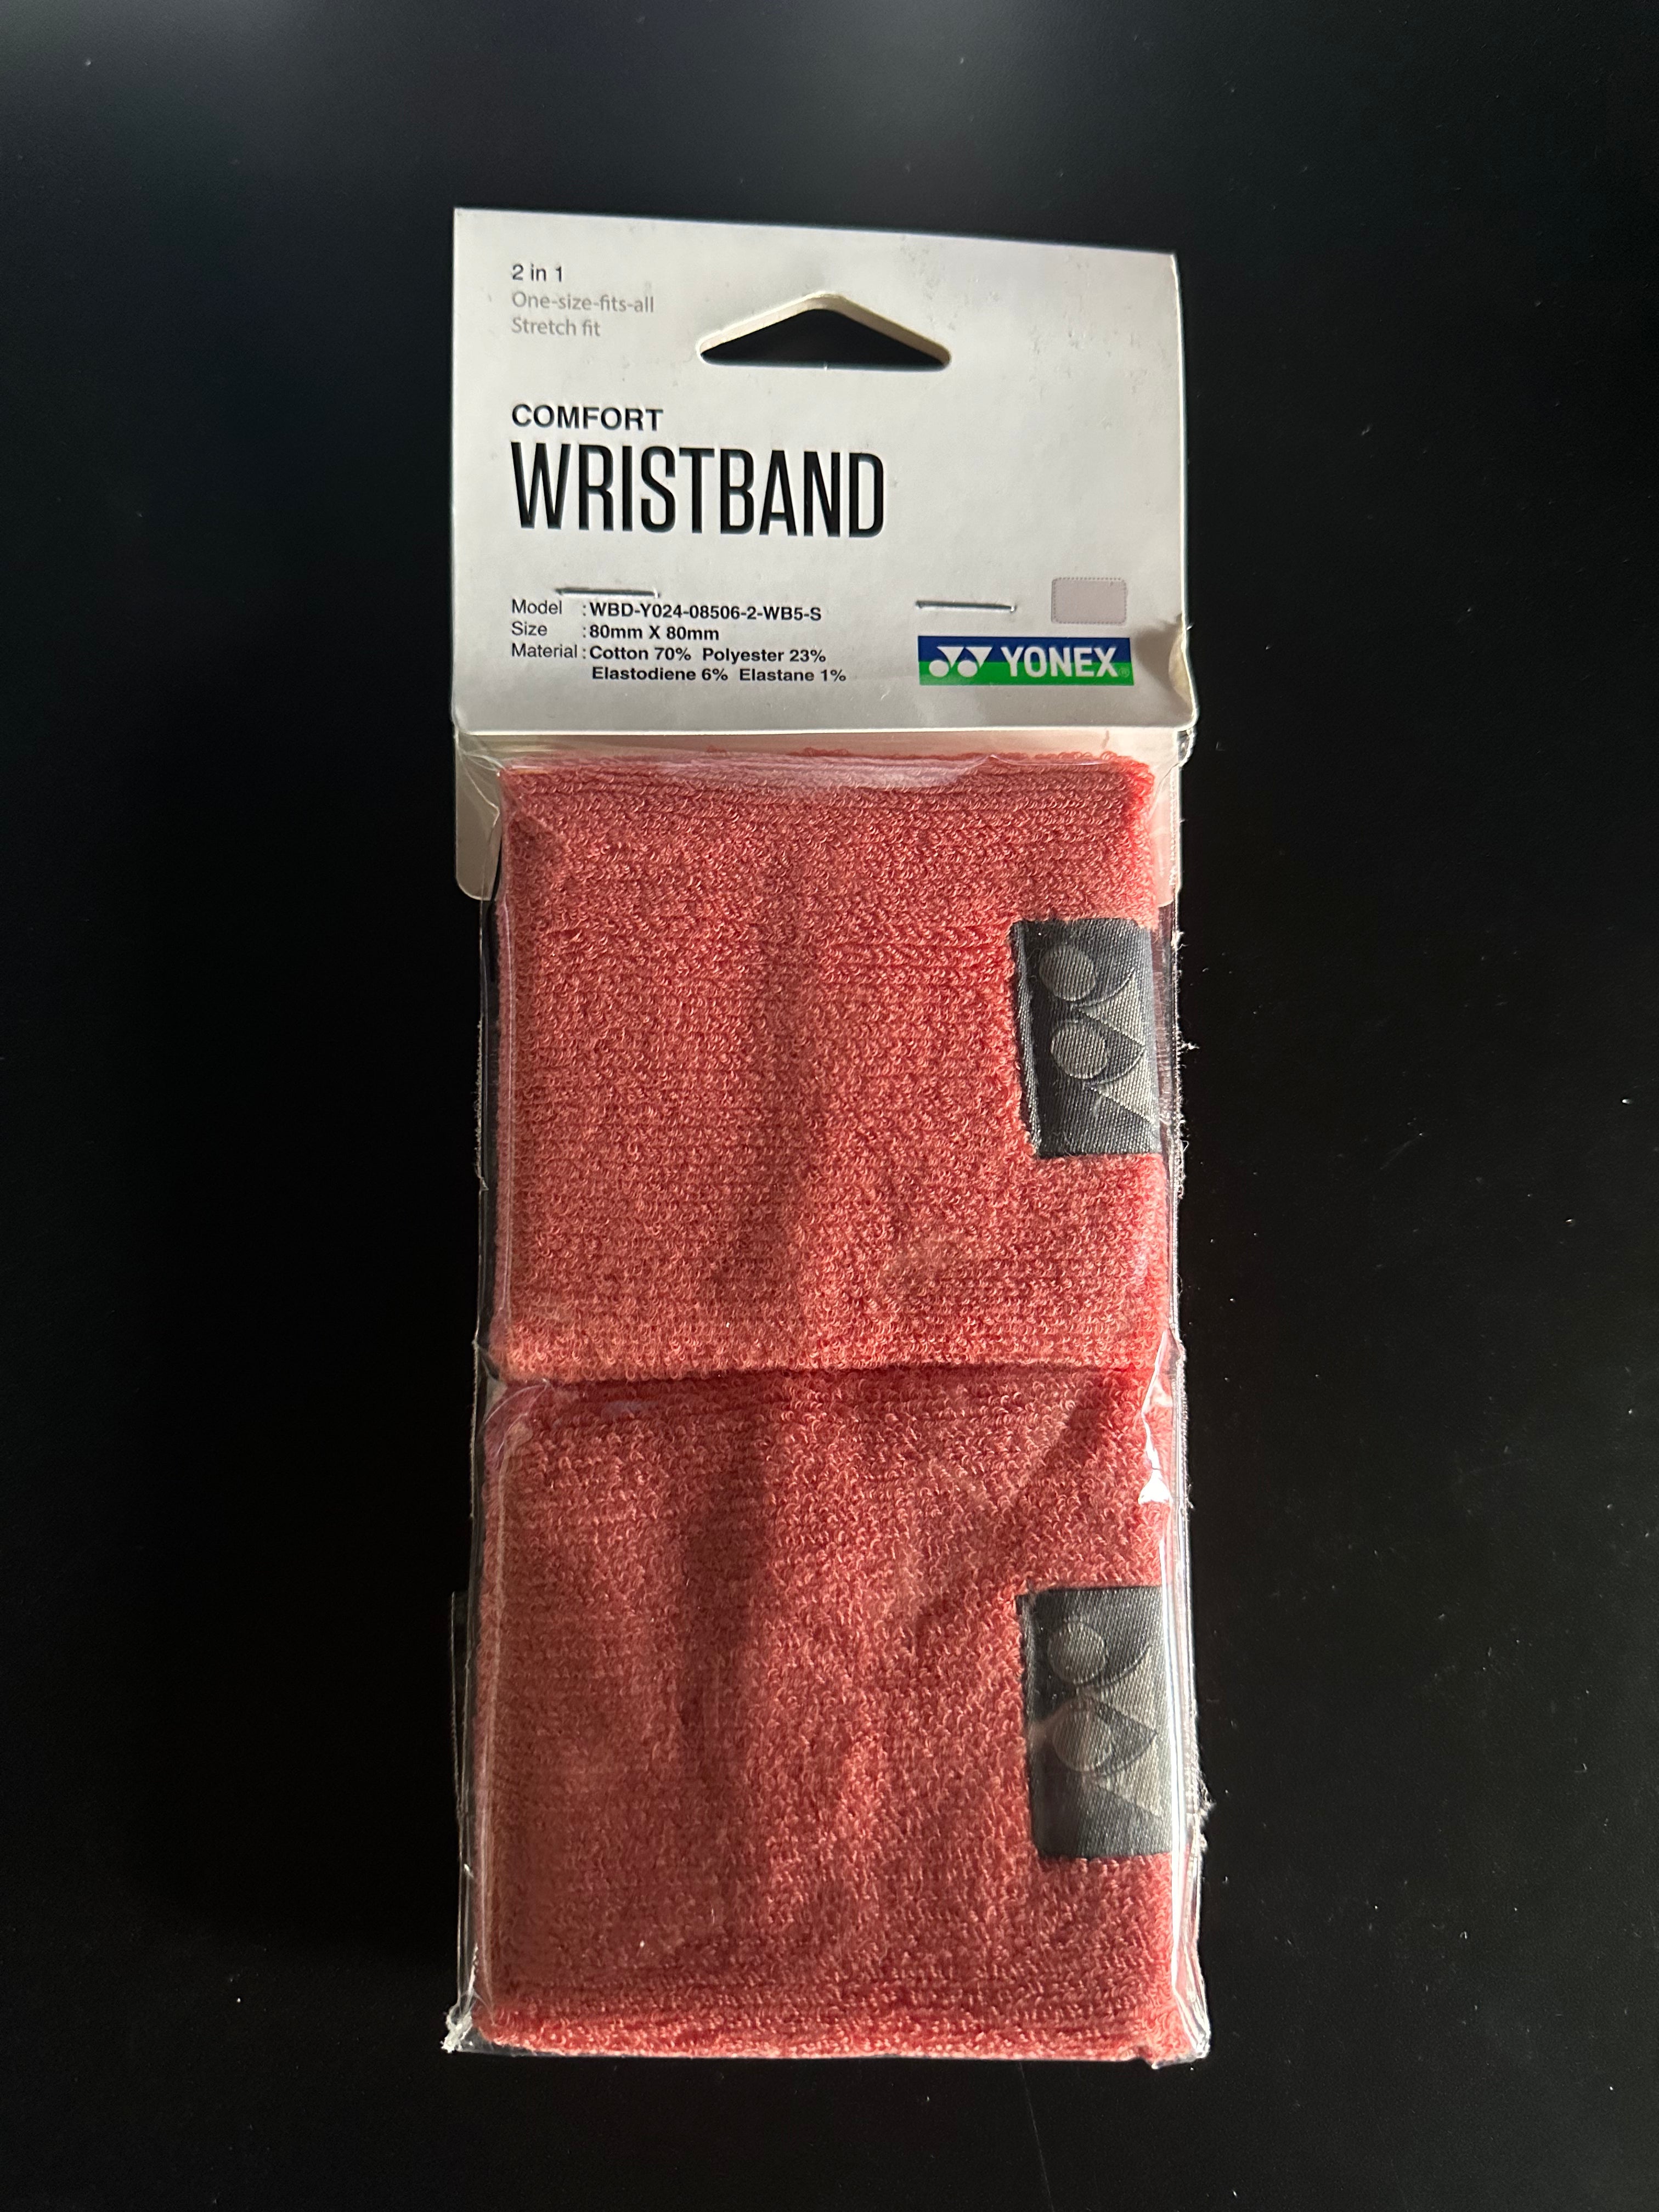 2 in 1
One-size-fits-all
Stretch fit
COMFORT
WRISTBAND
Model : WBD-Y024-08506-2-WB5-S
Size : 80mm X 80mm
Material : Cotton 70% Polyester 23%
Elastodiene 6% Elastane 1%
YONEX®